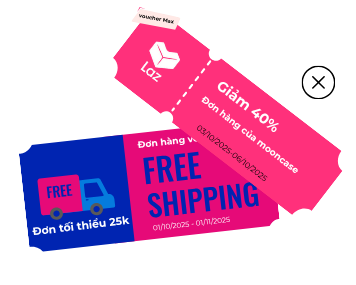 voucher Max
Laz
Giảm 40%
Đơn hàng của mooncase
03/10/2025-06/10/2025
Đơn hàng
FREE
SHIPPING
01/10/2025 - 01/11/2025
FREE
Đơn tối thiểu 25k